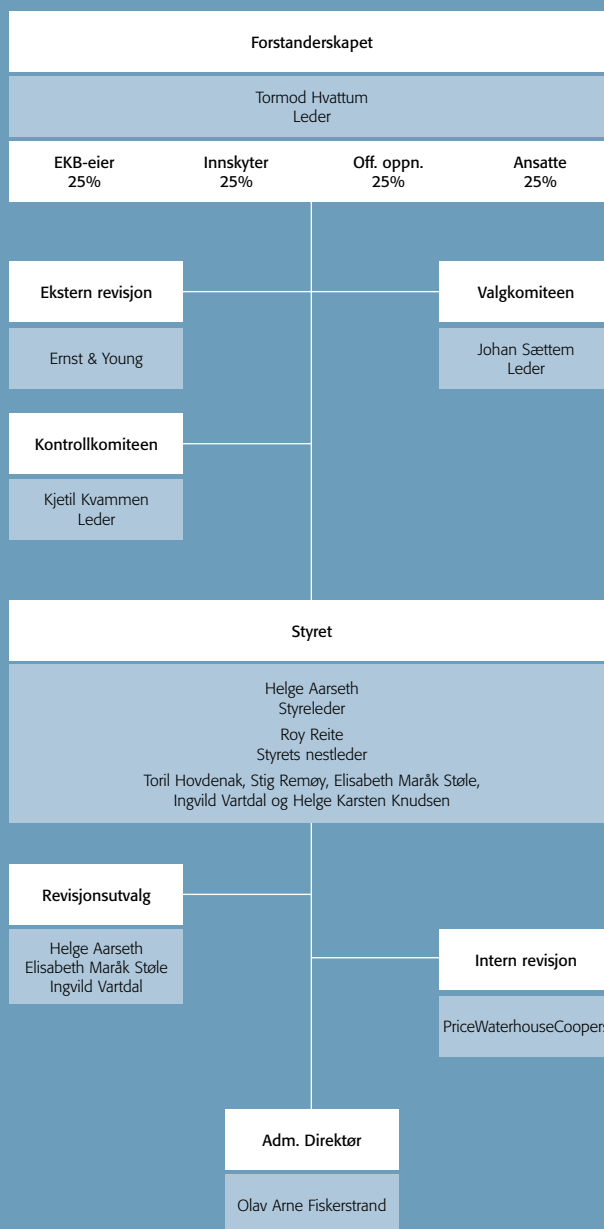 Forstanderskapet
Tormod Hvattum
Leder
EKB-eier
25%
Innskyter
25%
Off. oppn.
25%
Ansatte
25%
Ekstern revisjon
Ernst & Young
Valgkomiteen
Johan Sættem
Leder
Kontrollkomiteen
Kjetil Kvammen
Leder
Styret
Helge Aarseth
Styreleder
Roy Reite
Styrets nestleder
Toril Hovdenak, Stig Remøy, Elisabeth Maråk Støle,
Ingvild Vartdal og Helge Karsten Knudsen
Revisjonsutvalg
Helge Aarseth
Elisabeth Maråk Støle
Ingvild Vartdal
Intern revisjon
PriceWaterhouseCoopers
Adm. Direktør
Olav Arne Fiskerstrand